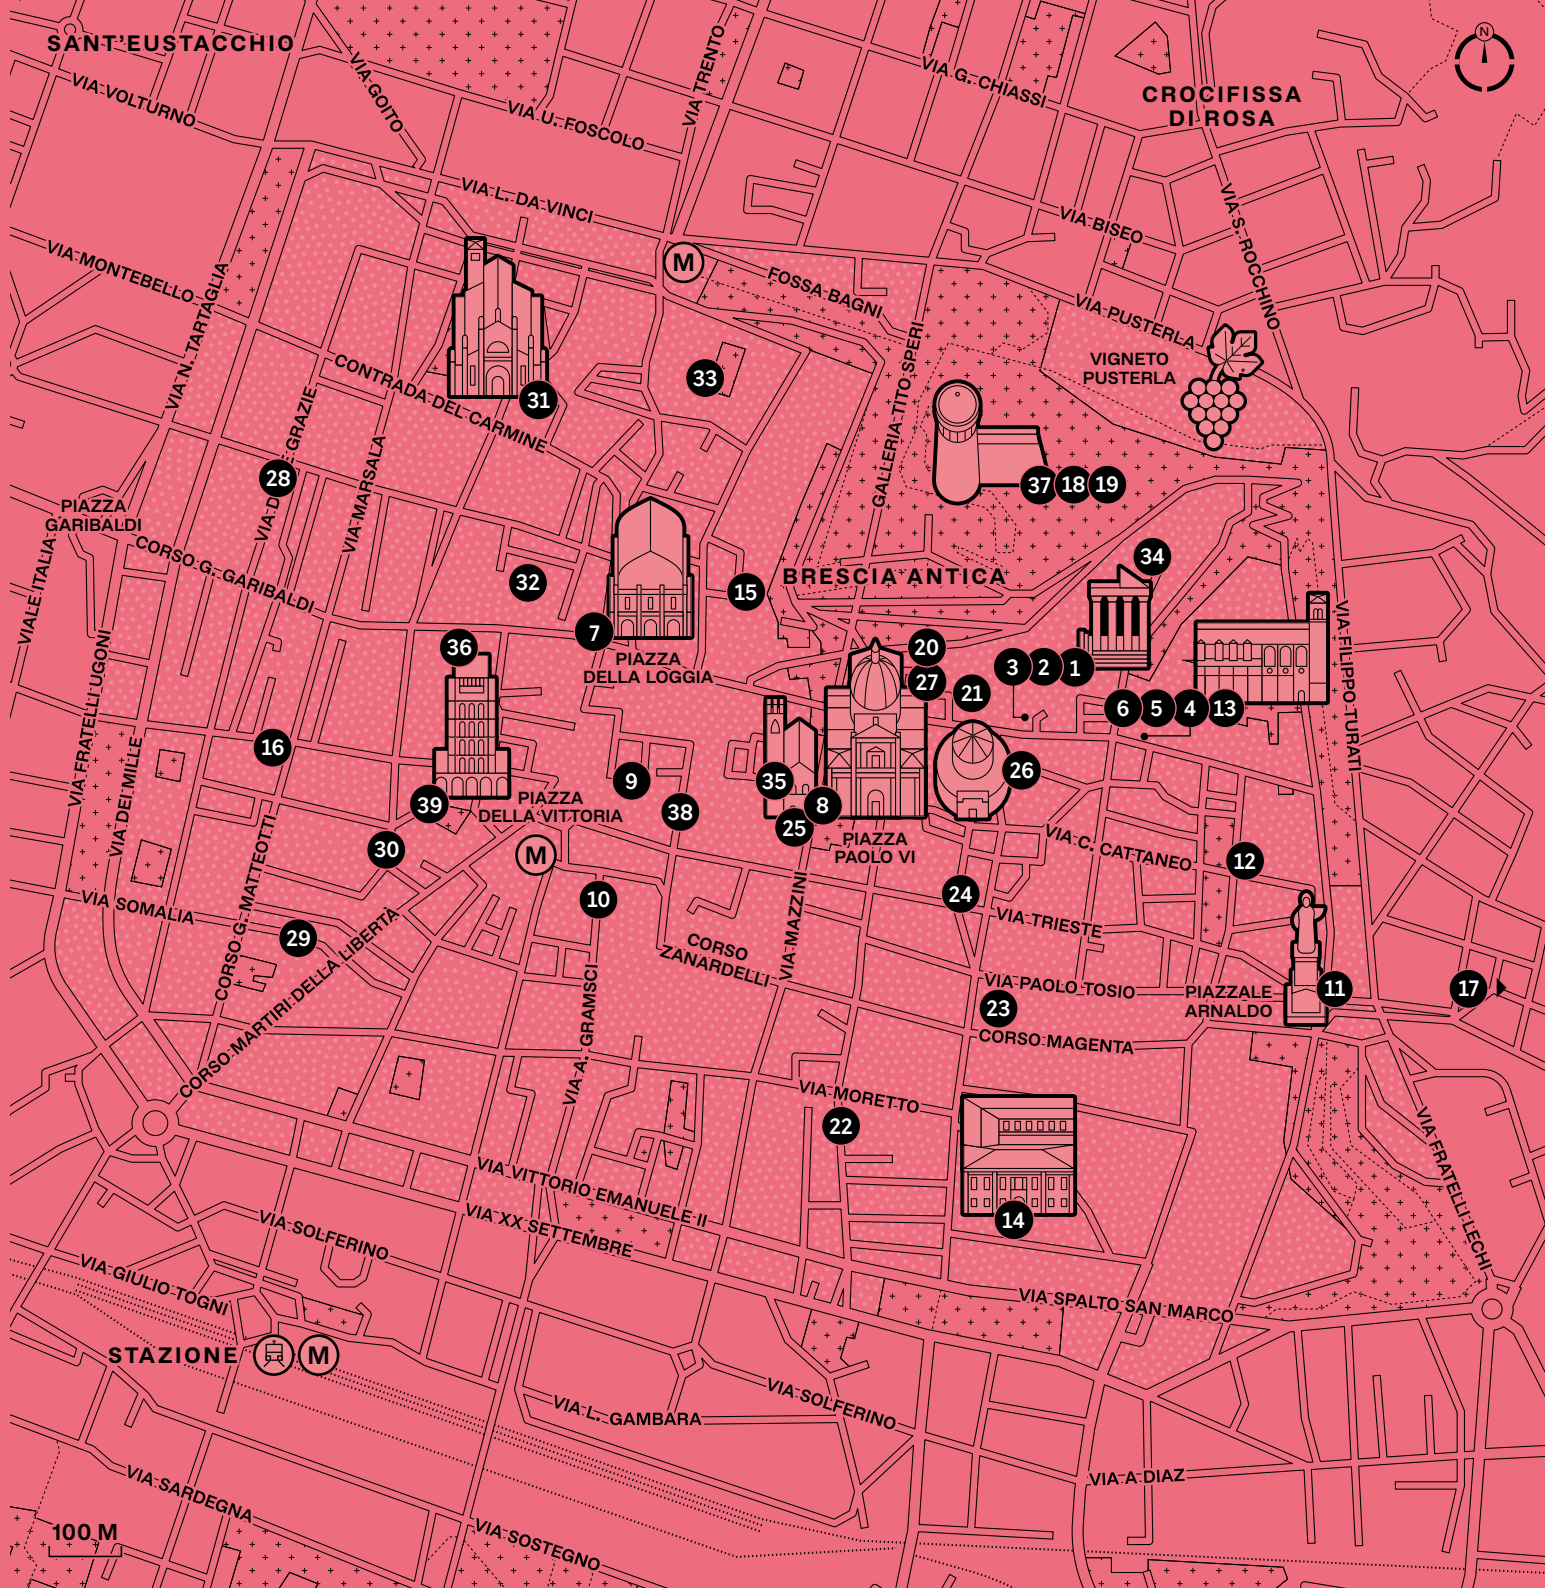 SANT'EUSTACCHIO
VIA VOLTURNO
VIA GOITO
VIA U. FOSCOLO
VIA TRENTO
VIA G. CHIASSI
CROCIFISSA
DI ROSA
N
VIA L. DA VINCI
VIA BISEO
VIA S. ROCCHINO
VIA MONTEBELLO
VIA N. TARTAGLIA
M
FOSSA BAGNI
VIA PUSTERLA
VIGNETO
PUSTERLA
GALLERIA TITO SPERI
CONTRADA DEL CARMINE
31
33
28
GRAZIE
VIA MARSALA
37
18
19
PIAZZA
GARIBALDI
CORSO G. GARIBALDI
VIALE ITALIA
32
15
BRESCIA ANTICA
34
7
PIAZZA
DELLA LOGGIA
36
20
27
21
3
2
1
6
5
4
13
VIA FILIPPO TURATI
VIA FRATELLI UGONI
VIA DEI MILLE
16
39
PIAZZA
DELLA VITTORIA
9
38
35
8
25
26
PIAZZA
PAOLO VI
30
M
VIA C. CATTANEO
12
CORSO G. MATTEOTTI
VIA SOMALIA
29
10
24
VIA TRIESTE
CORSO MARTIRI DELLA LIBERTÀ
CORSO
ZANARDELLI
VIA MAZZINI
VIA PAOLO TOSIO
23
PIAZZALE
ARNALDO
11
17
CORSO MAGENTA
VIA A. GRAMSCI
VIA MORETTO
22
14
VIA FRATELLI LECHI
VIA VITTORIO EMANUELE II
VIA XX SETTEMBRE
VIA SOLFERINO
VIA GIULIO TOGNI
VIA SPALTO SAN MARCO
STAZIONE
M
VIA L. GAMBARA
VIA SOLFERINO
VIA A DIAZ
VIA SARDEGNA
100 M
VIA SOSTEGNO